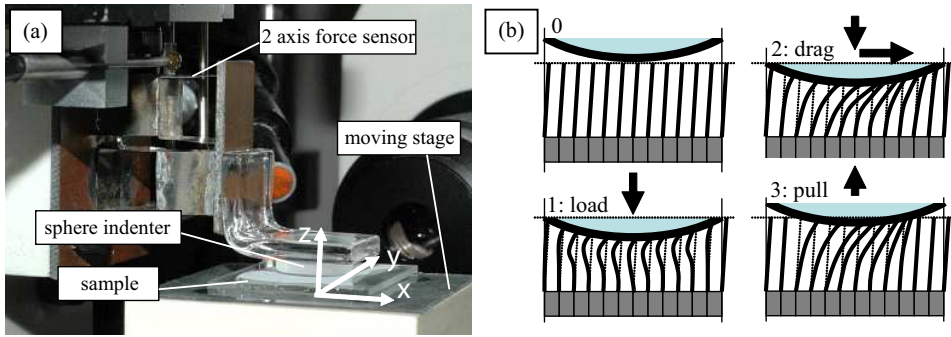 (a)
2 axis force sensor
moving stage
sphere indenter
sample
z
y
x
(b)
0
2: drag
1: load
3: pull